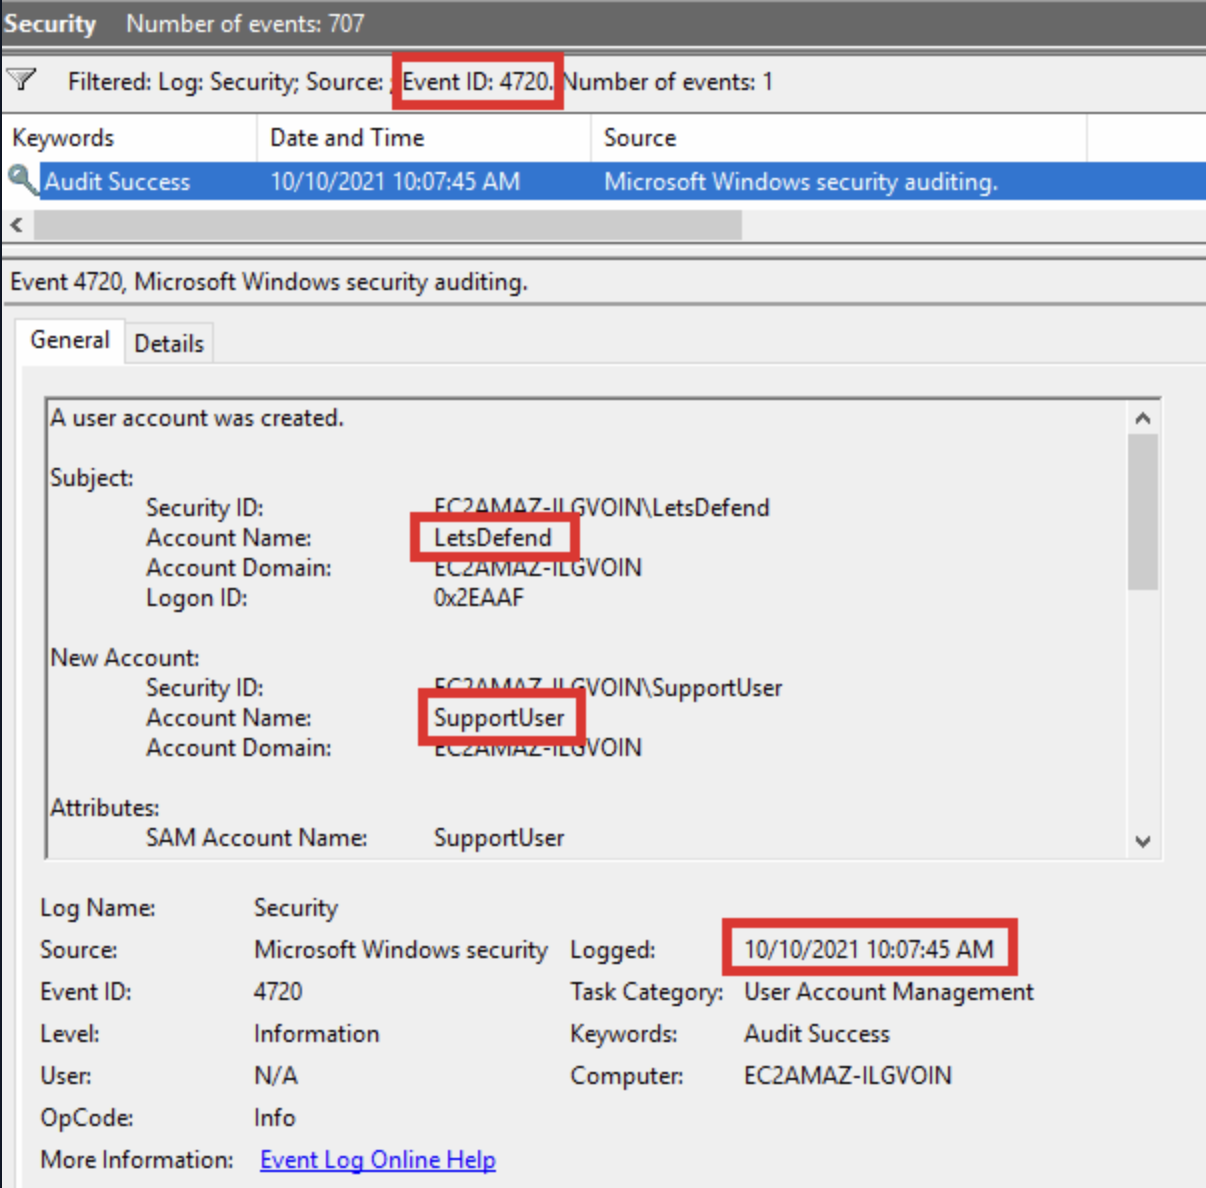 Security Number of events: 707
Filtered: Log: Security; Source: ; Event ID: 4720. Number of events: 1
Keywords Date and Time Source
Audit Success 10/10/2021 10:07:45 AM Microsoft Windows security auditing.
Event 4720, Microsoft Windows security auditing.
General Details
A user account was created.
Subject:
Security ID: EC2AMAZ-ILGVOIN\LetsDefend
Account Name: LetsDefend
Account Domain: EC2AMAZ-ILGVOIN
Logon ID: 0x2EAAF
New Account:
Security ID: EC2AMAZ-ILGVOIN\SupportUser
Account Name: SupportUser
Account Domain: EC2AMAZ-ILGVOIN
Attributes:
SAM Account Name: SupportUser
Log Name: Security
Source: Microsoft Windows security Logged: 10/10/2021 10:07:45 AM
Event ID: 4720 Task Category: User Account Management
Level: Information Keywords: Audit Success
User: N/A Computer: EC2AMAZ-ILGVOIN
OpCode: Info
More Information: Event Log Online Help